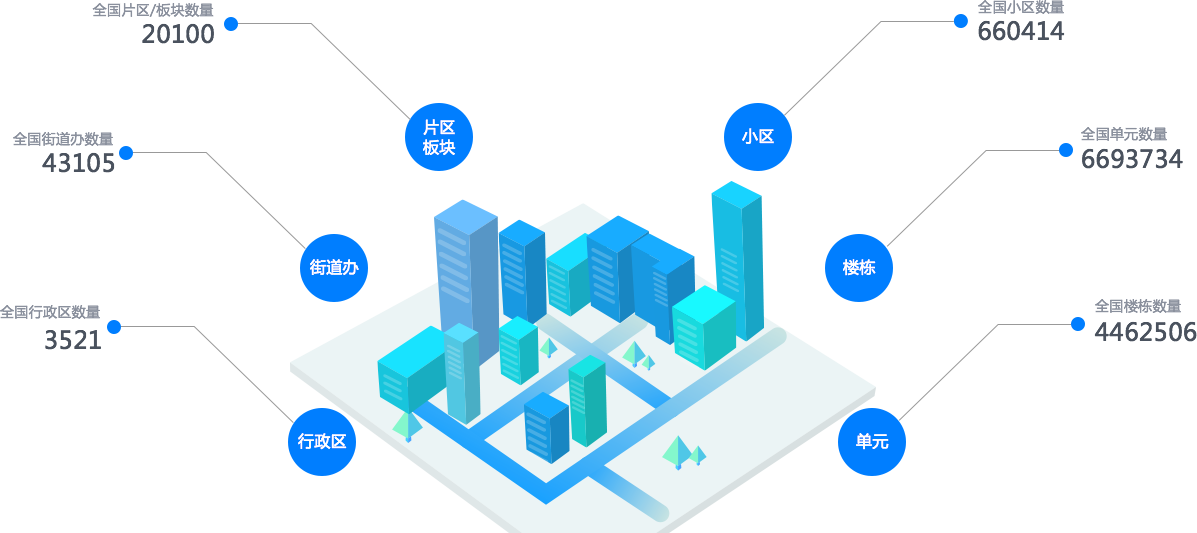 全国片区/板块数量
20100
全国小区数量
660414
片区
板块
小区
全国街道办数量
43105
全国单元数量
6693734
街道办
楼栋
全国行政区数量
3521
全国楼栋数量
4462506
行政区
单元